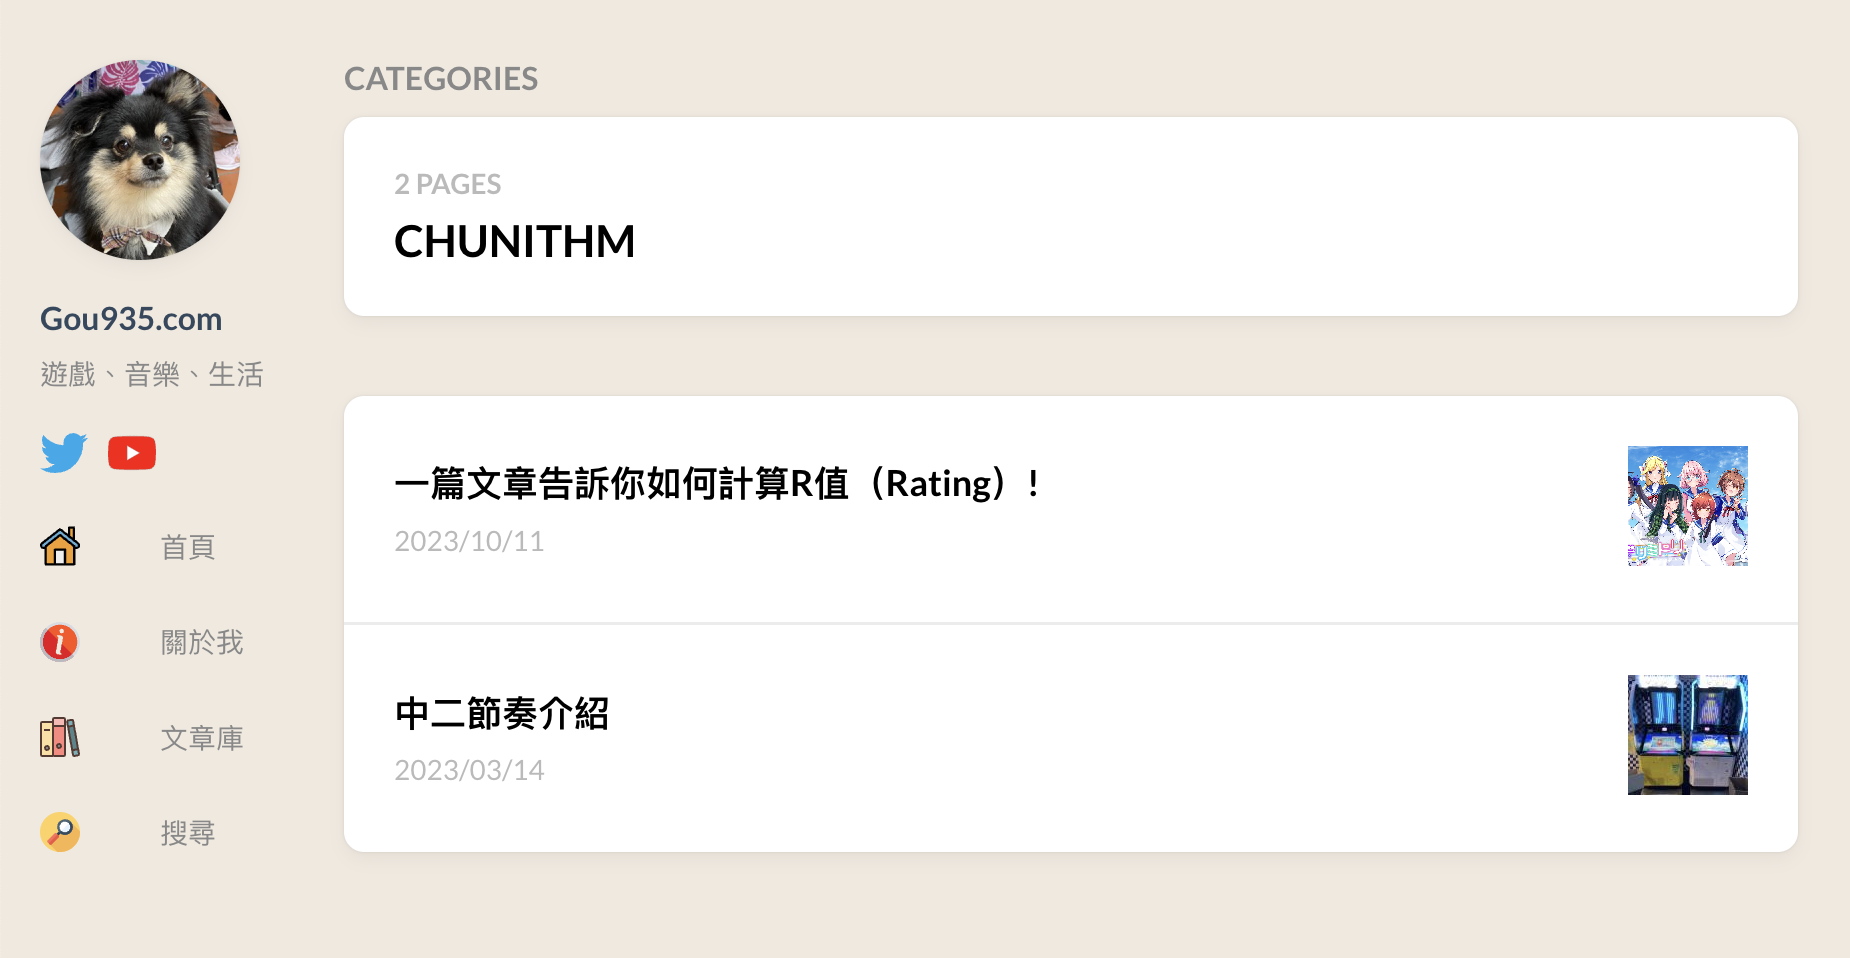 Gou935.com
遊戲、音樂、生活
首頁
關於我
文章庫
搜尋
CATEGORIES
2 PAGES
CHUNITHM
一篇文章告訴你如何計算R值（Rating）!
2023/10/11
中二節奏介紹
2023/03/14